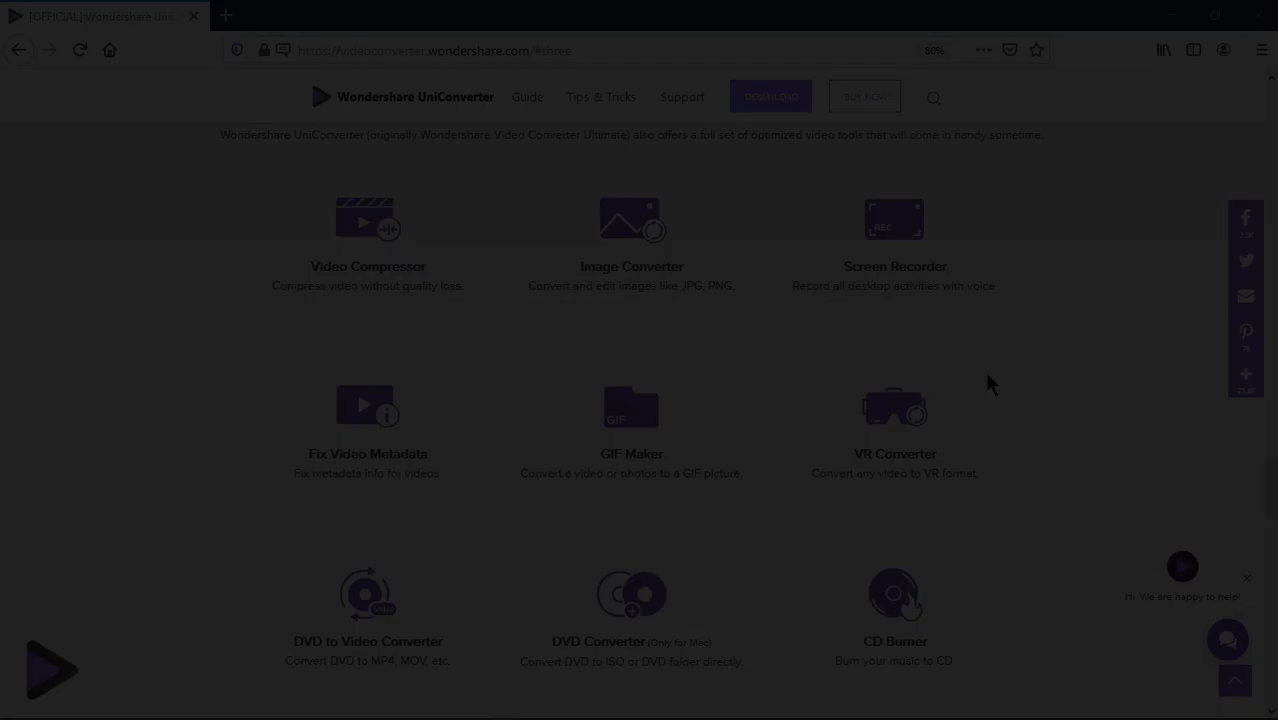 [OFFICIAL] Wondershare Uni
https://videoconverter.wondershare.com/#three
80%
Wondershare UniConverter Guide Tips & Tricks Support DOWNLOAD BUY NOW
Wondershare UniConverter (originally Wondershare Video Converter Ultimate) also offers a full set of optimized video tools that will come in handy sometime.
REC
Video Compressor Image Converter Screen Recorder
Compress video without quality loss. Convert and edit images like JPG, PNG. Record all desktop activities with voice.
GIF
Fix Video Metadata GIF Maker VR Converter
Fix metadata info for videos Convert a video or photos to a GIF picture. Convert any video to VR format.
Hi. We are happy to help!
Video
DVD to Video Converter DVD Converter (Only for Mac) CD Burner
Convert DVD to MP4, MOV, etc. Convert DVD to ISO or DVD folder directly. Burn your music to CD